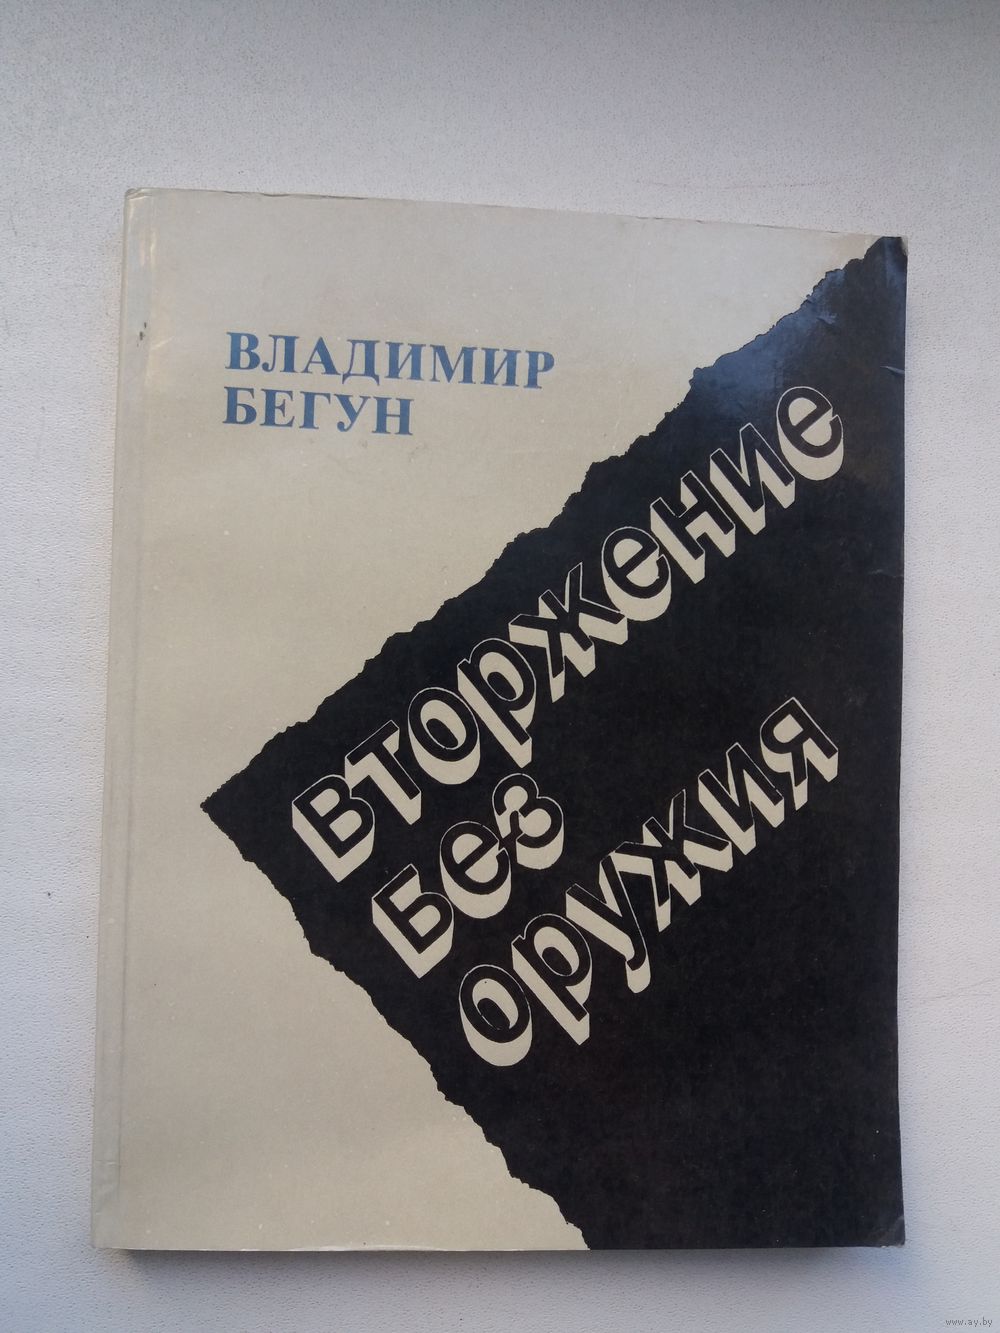 ВЛАДИМИР
БЕГУН
вторжение
без
оружия
www.ay.by